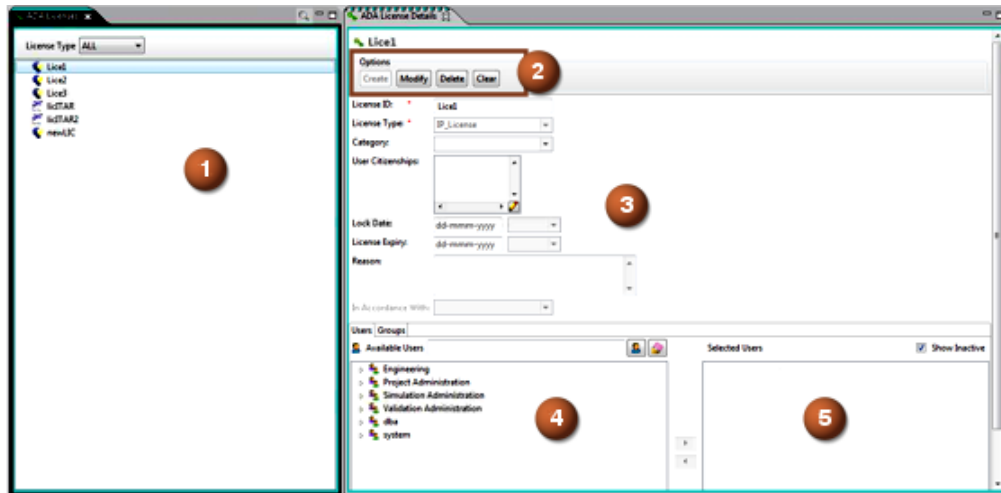 ADA License Details
License Type ALL
Lice1
Lice2
Lice3
licTAR
licTAR2
newLIC
1
Lice1
Options
Create Modify Delete Clear
2
License ID: * Lice1
License Type: * IP_License
Category:
User Citizenships:
3
Lock Date: dd-mmm-yyyy
License Expiry: dd-mmm-yyyy
Reason:
In Accordance With:
Users Groups
Available Users
Engineering
Project Administration
Simulation Administration
Validation Administration
dba
system
4
Selected Users Show Inactive
5